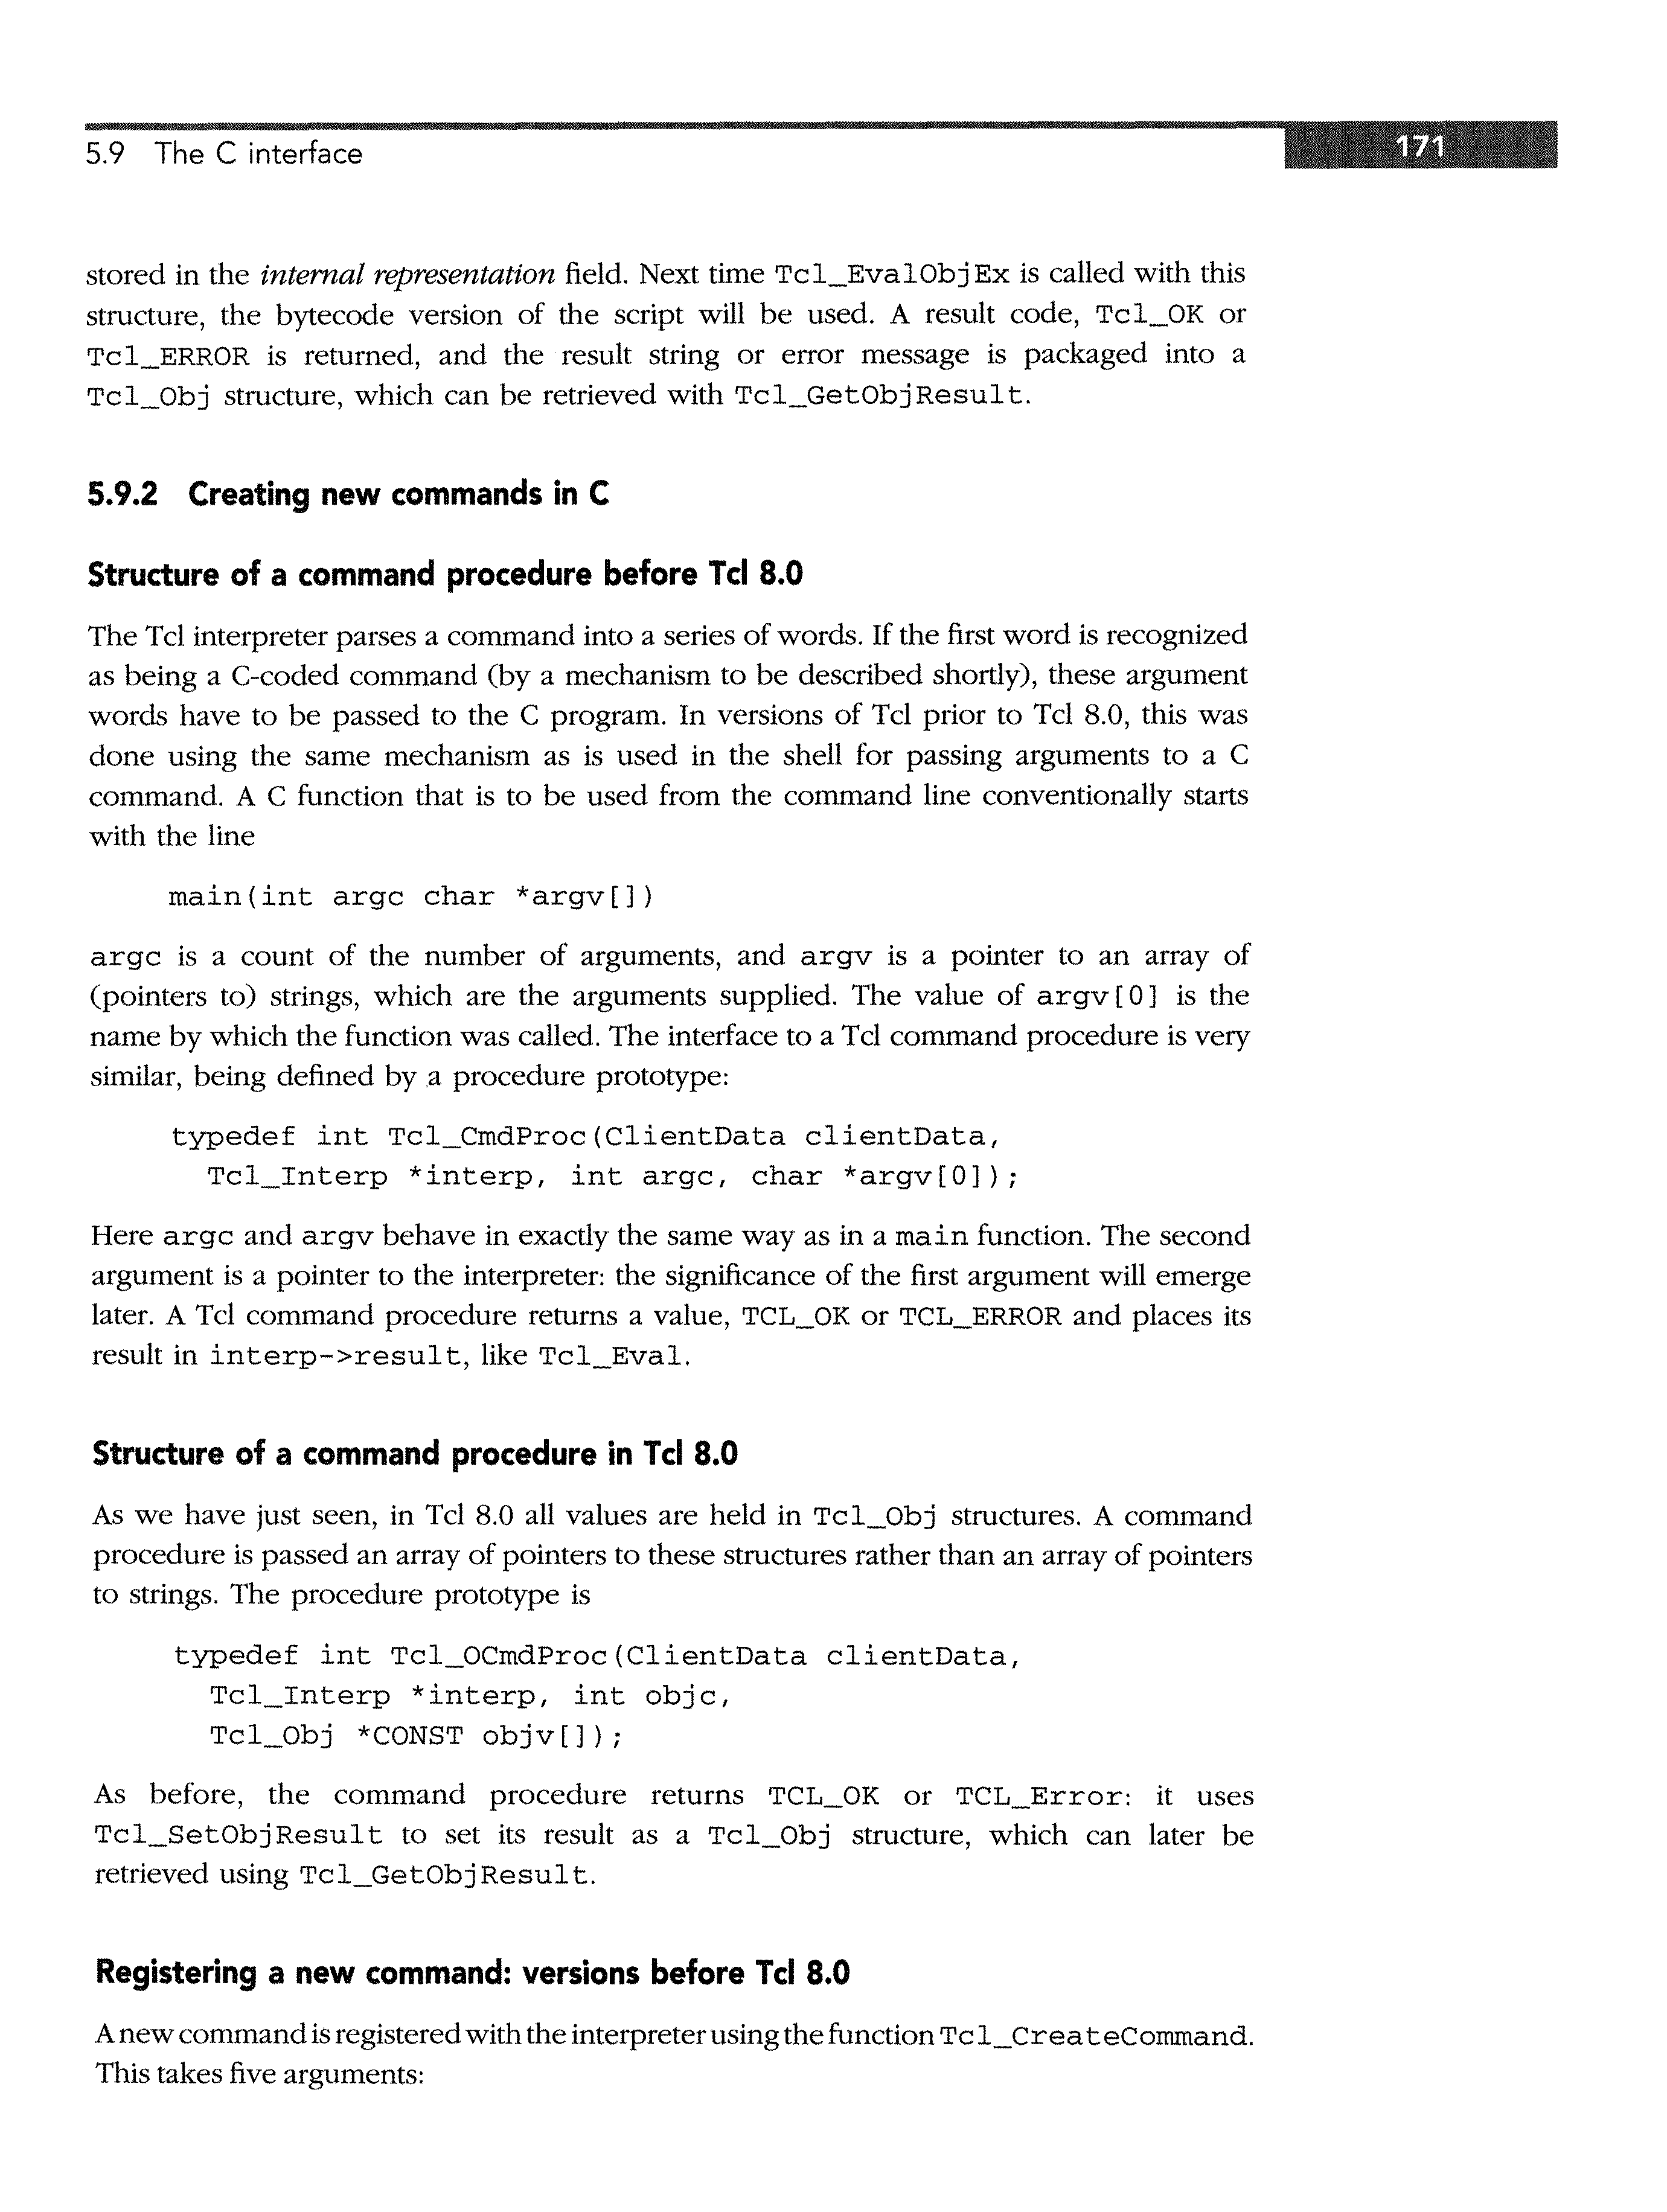 5.9 The C interface
171
stored in the internal representation field. Next time Tcl_EvalObjEx is called with this
structure, the bytecode version of the script will be used. A result code, Tcl_OK or
Tcl_ERROR is returned, and the result string or error message is packaged into a
Tcl_Obj structure, which can be retrieved with Tcl_GetObjResult.
5.9.2 Creating new commands in C
Structure of a command procedure before Tcl 8.0
The Tcl interpreter parses a command into a series of words. If the first word is recognized
as being a C-coded command (by a mechanism to be described shortly), these argument
words have to be passed to the C program. In versions of Tcl prior to Tcl 8.0, this was
done using the same mechanism as is used in the shell for passing arguments to a C
command. A C function that is to be used from the command line conventionally starts
with the line
main(int argc char *argv[])
argc is a count of the number of arguments, and argv is a pointer to an array of
(pointers to) strings, which are the arguments supplied. The value of argv[0] is the
name by which the function was called. The interface to a Tcl command procedure is very
similar, being defined by a procedure prototype:
typedef int Tcl_CmdProc(ClientData clientData,
Tcl_Interp *interp, int argc, char *argv[0]);
Here argc and argv behave in exactly the same way as in a main function. The second
argument is a pointer to the interpreter: the significance of the first argument will emerge
later. A Tcl command procedure returns a value, TCL_OK or TCL_ERROR and places its
result in interp->result, like Tcl_Eval.
Structure of a command procedure in Tcl 8.0
As we have just seen, in Tcl 8.0 all values are held in Tcl_Obj structures. A command
procedure is passed an array of pointers to these structures rather than an array of pointers
to strings. The procedure prototype is
typedef int Tcl_OCmdProc(ClientData clientData,
Tcl_Interp *interp, int objc,
Tcl_Obj *CONST objv[]);
As before, the command procedure returns TCL_OK or TCL_Error: it uses
Tcl_SetObjResult to set its result as a Tcl_Obj structure, which can later be
retrieved using Tcl_GetObjResult.
Registering a new command: versions before Tcl 8.0
A new command is registered with the interpreter using the function Tcl_CreateCommand.
This takes five arguments: